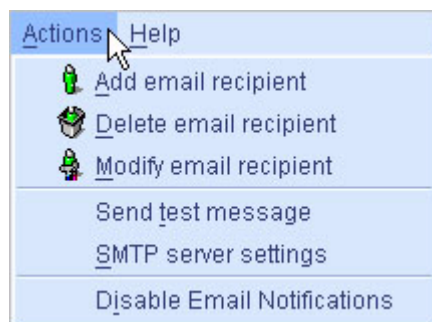 Actions Help
Add email recipient
Delete email recipient
Modify email recipient
Send test message
SMTP server settings
Disable Email Notifications